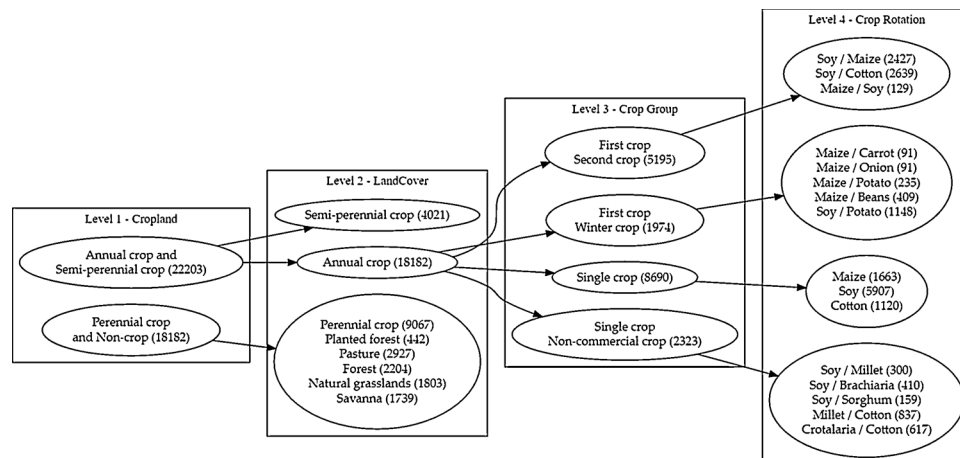 Level 1 - Cropland
Annual crop and
Semi-perennial crop (22203)
Perennial crop
and Non-crop (18182)
Level 2 - LandCover
Semi-perennial crop (4021)
Annual crop (18182)
Perennial crop (9067)
Planted forest (442)
Pasture (2927)
Forest (2204)
Natural grasslands (1803)
Savanna (1739)
Level 3 - Crop Group
First crop
Second crop (5195)
First crop
Winter crop (1974)
Single crop (8690)
Single crop
Non-commercial crop (2323)
Level 4 - Crop Rotation
Soy / Maize (2427)
Soy / Cotton (2639)
Maize / Soy (129)
Maize / Carrot (91)
Maize / Onion (91)
Maize / Potato (235)
Maize / Beans (409)
Soy / Potato (1148)
Maize (1663)
Soy (5907)
Cotton (1120)
Soy / Millet (300)
Soy / Brachiaria (410)
Soy / Sorghum (159)
Millet / Cotton (837)
Crotalaria / Cotton (617)